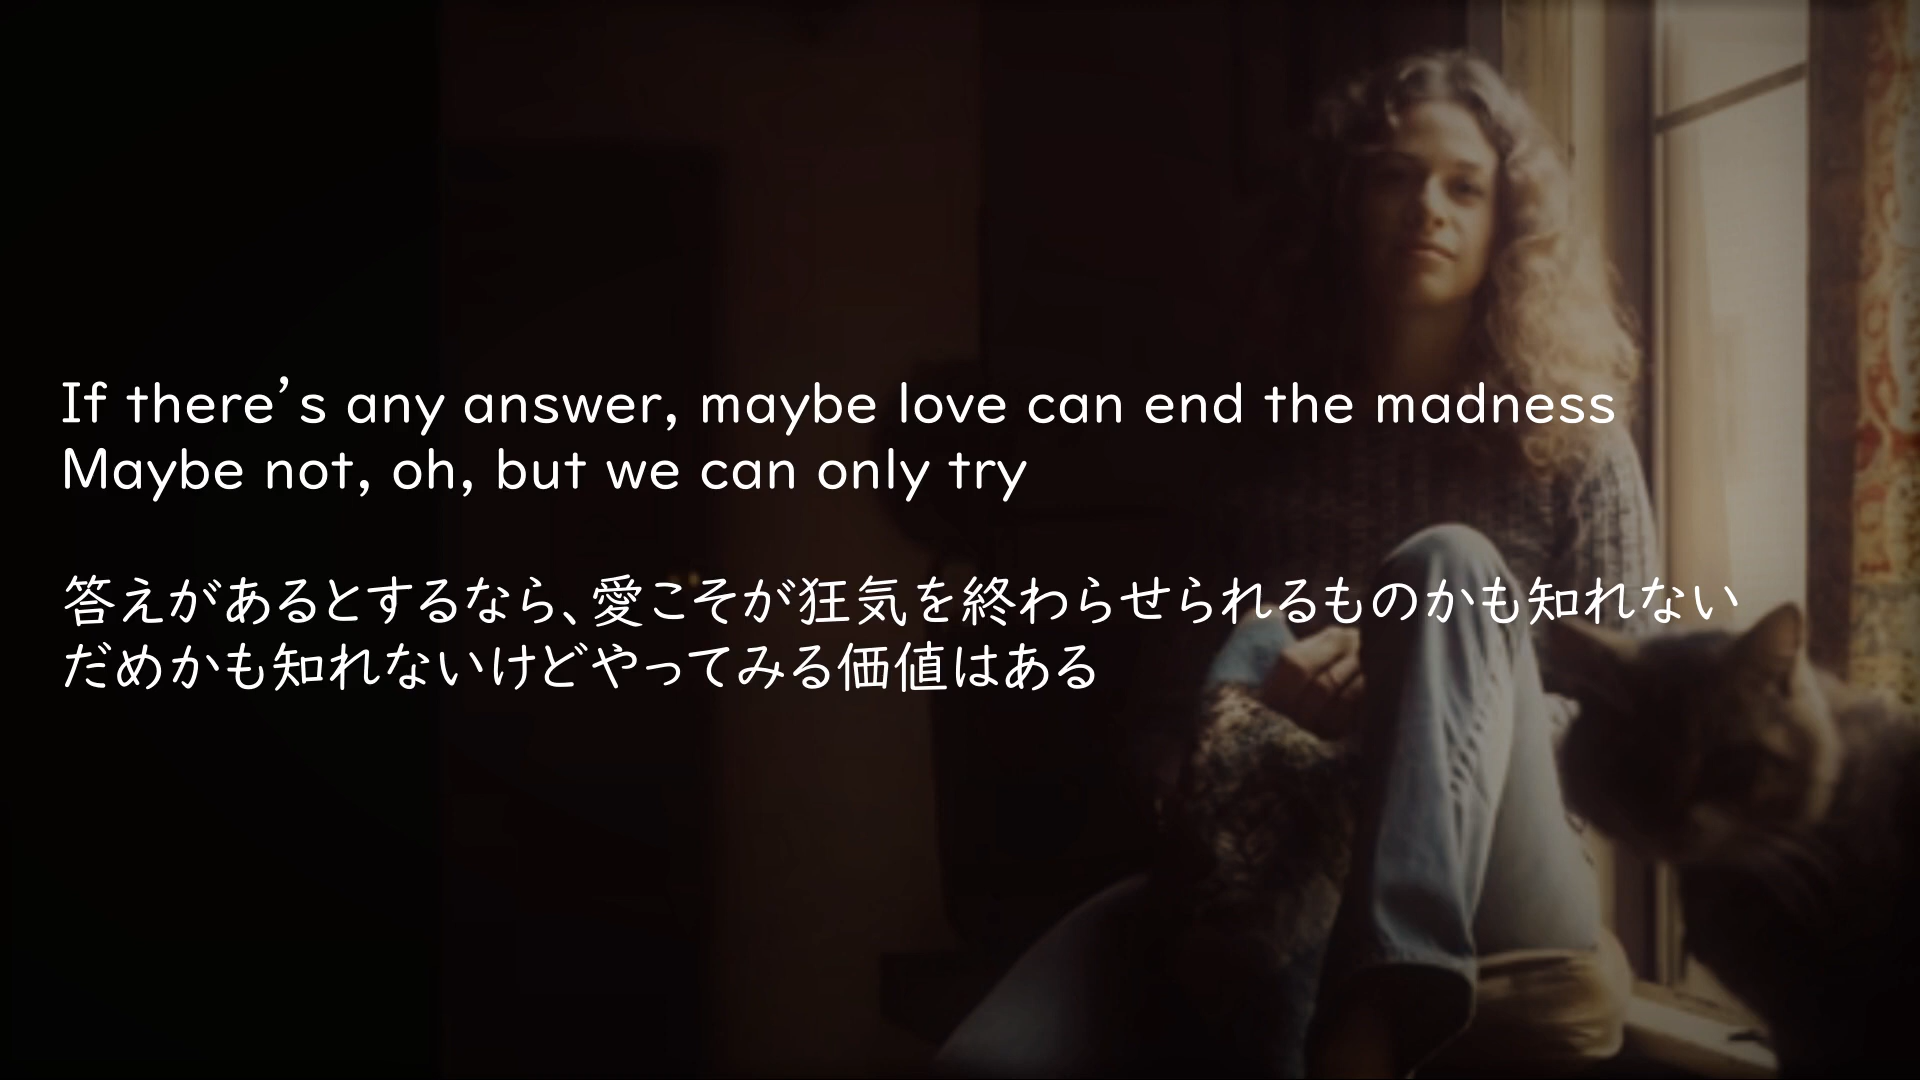 If there’s any answer, maybe love can end the madness
Maybe not, oh, but we can only try
答えがあるとするなら、愛こそが狂気を終わらせられるものかも知れない
だめかも知れないけどやってみる価値はある